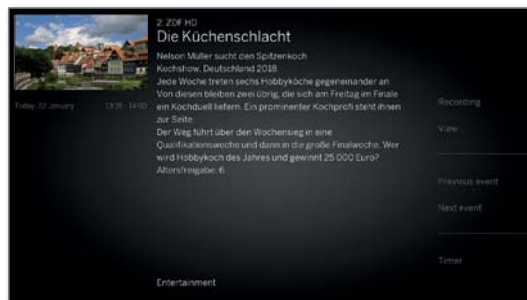 2. ZDF HD
Die Küchenschlacht
Nelson Müller sucht den Spitzenkoch
Kochshow, Deutschland 2018
Jede Woche treten sechs Hobbyköche gegeneinander an.
Von diesen bleiben zwei übrig, die sich am Freitag im Finale
ein Kochduell liefern. Ein prominenter Kochprofi steht ihnen
zur Seite.
Der Weg führt über den Wochensieg in eine
Qualifikationswoche und dann in die große Finalwoche. Wer
wird Hobbykoch des Jahres und gewinnt 25 000 Euro?
Altersfreigabe: 6
Entertainment
Today, 22. January 13:15 - 14:00
Recording
View
Previous event
Next event
Timer